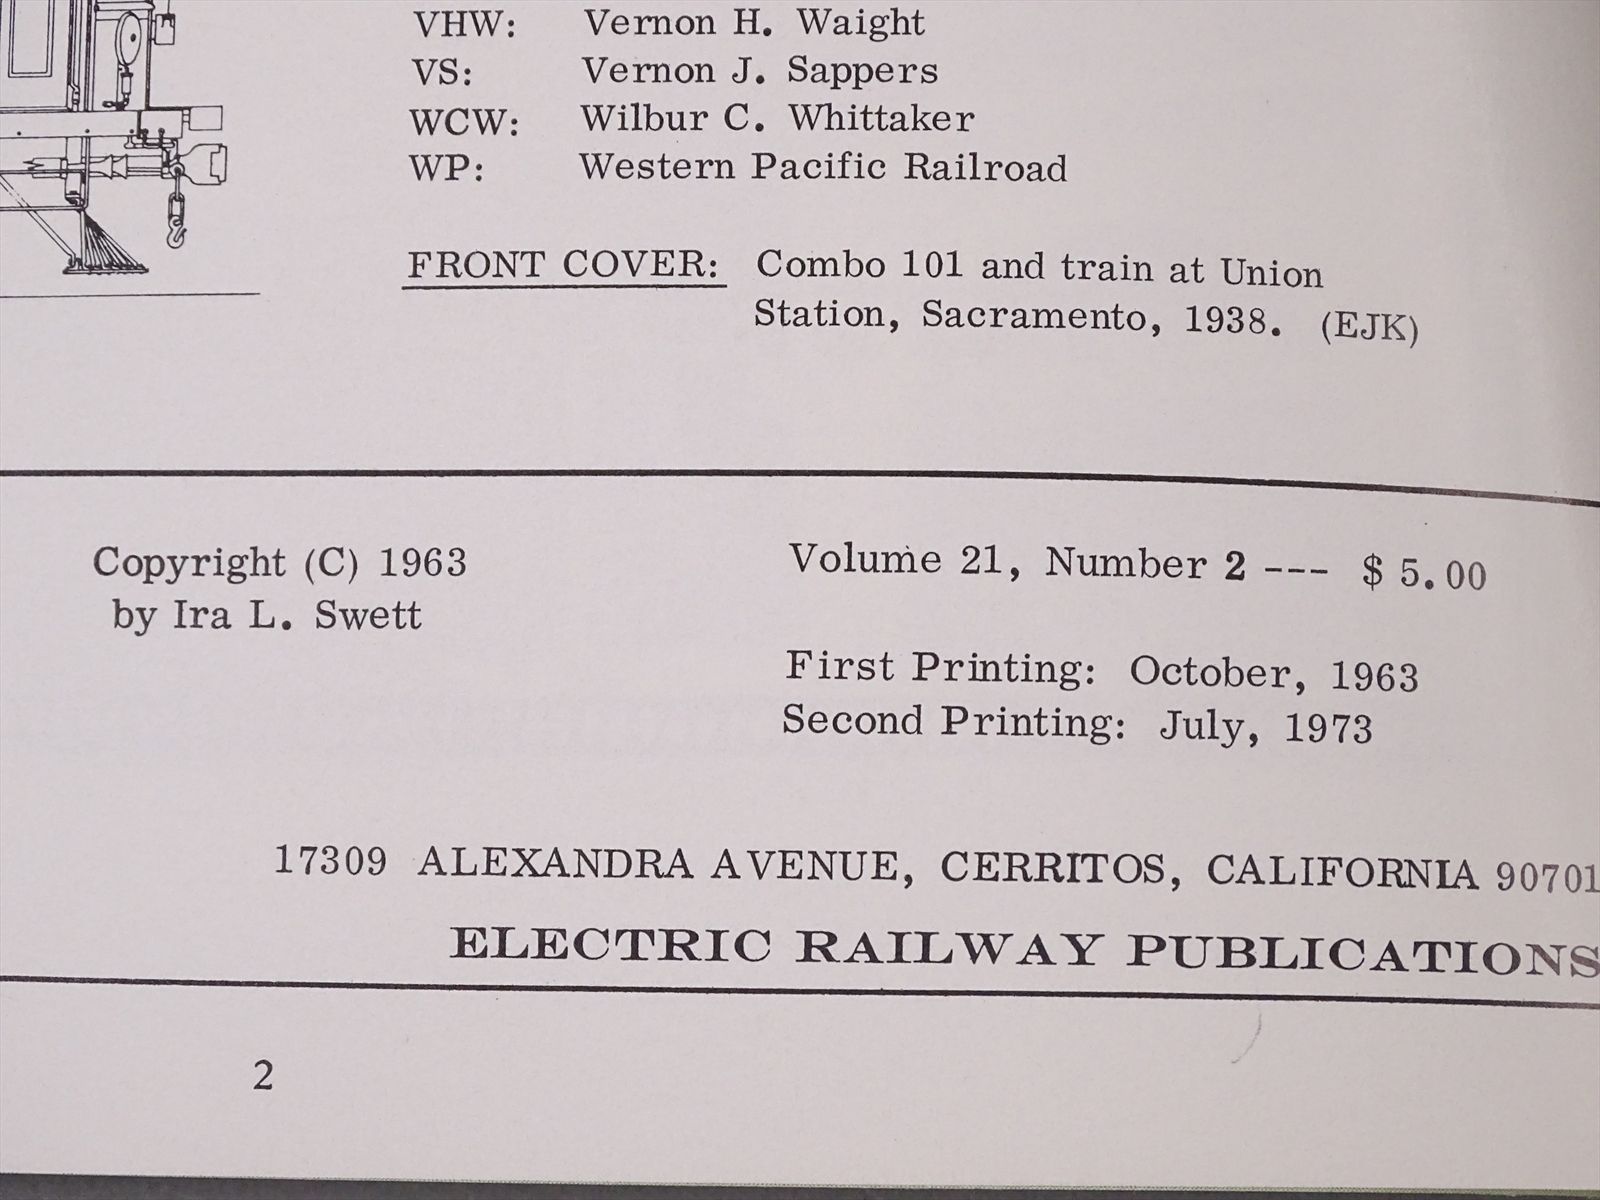 VHW: Vernon H. Waight
VS: Vernon J. Sappers
WCW: Wilbur C. Whittaker
WP: Western Pacific Railroad
FRONT COVER: Combo 101 and train at Union
Station, Sacramento, 1938. (EJK)
Copyright (C) 1963
by Ira L. Swett
Volume 21, Number 2 --- $ 5.00
First Printing: October, 1963
Second Printing: July, 1973
17309 ALEXANDRA AVENUE, CERRITOS, CALIFORNIA 90701
ELECTRIC RAILWAY PUBLICATIONS
2